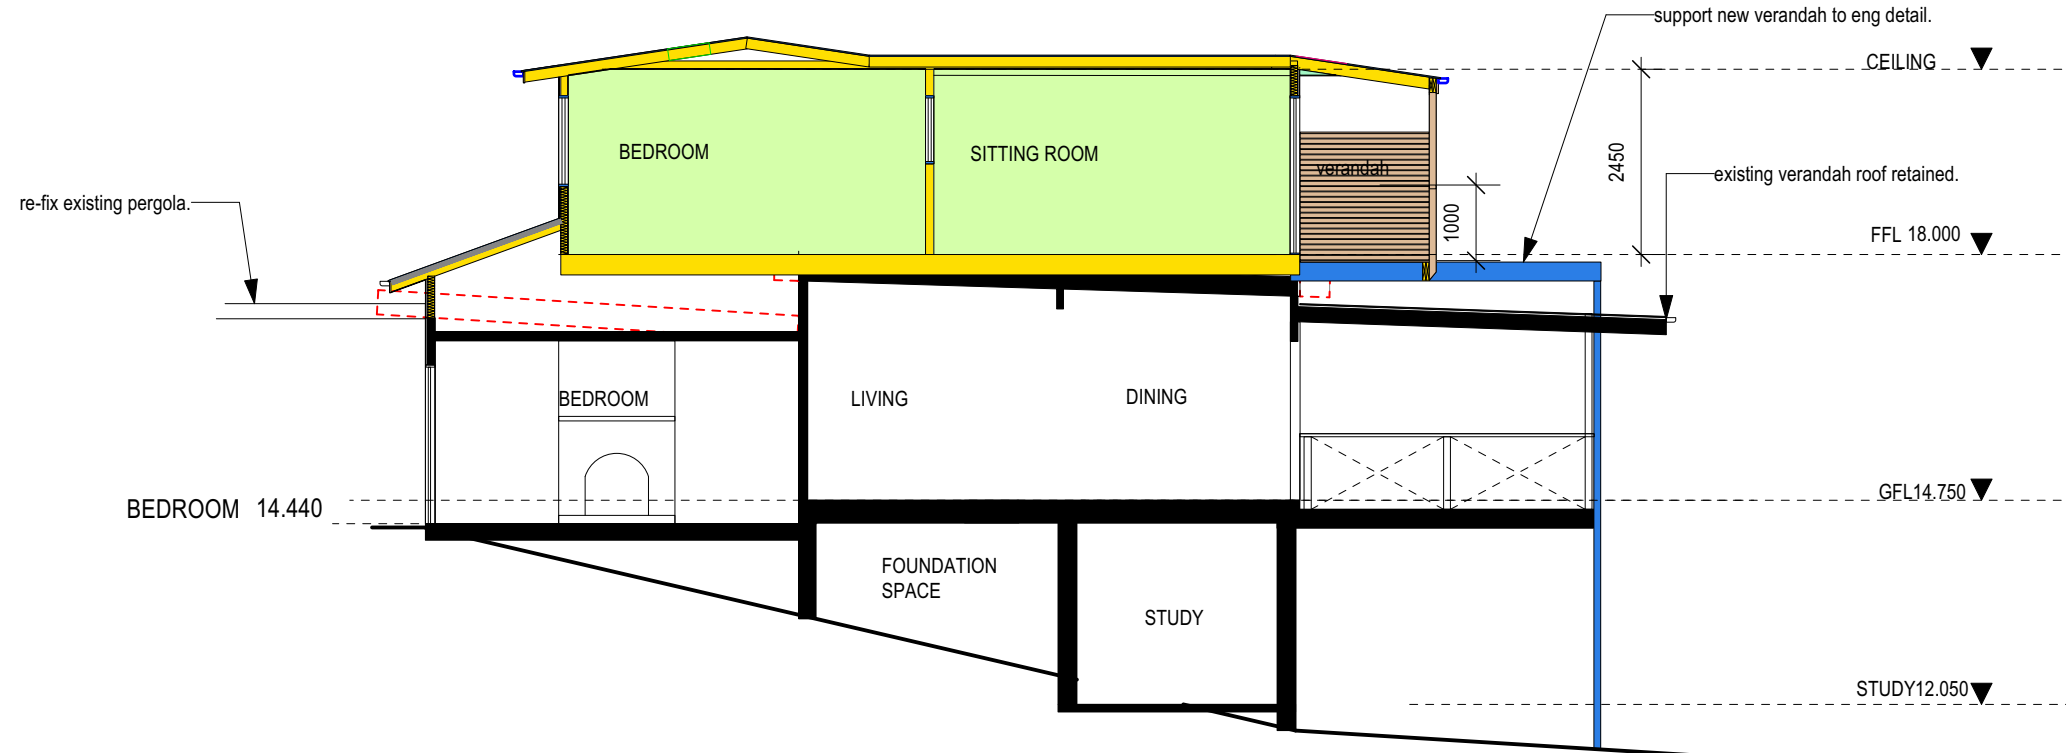 support new verandah to eng detail.
CEILING
BEDROOM
SITTING ROOM
verandah
2450
existing verandah roof retained.
re-fix existing pergola.
1000
FFL 18.000
BEDROOM
LIVING
DINING
GFL14.750
BEDROOM 14.440
FOUNDATION
SPACE
STUDY
STUDY12.050